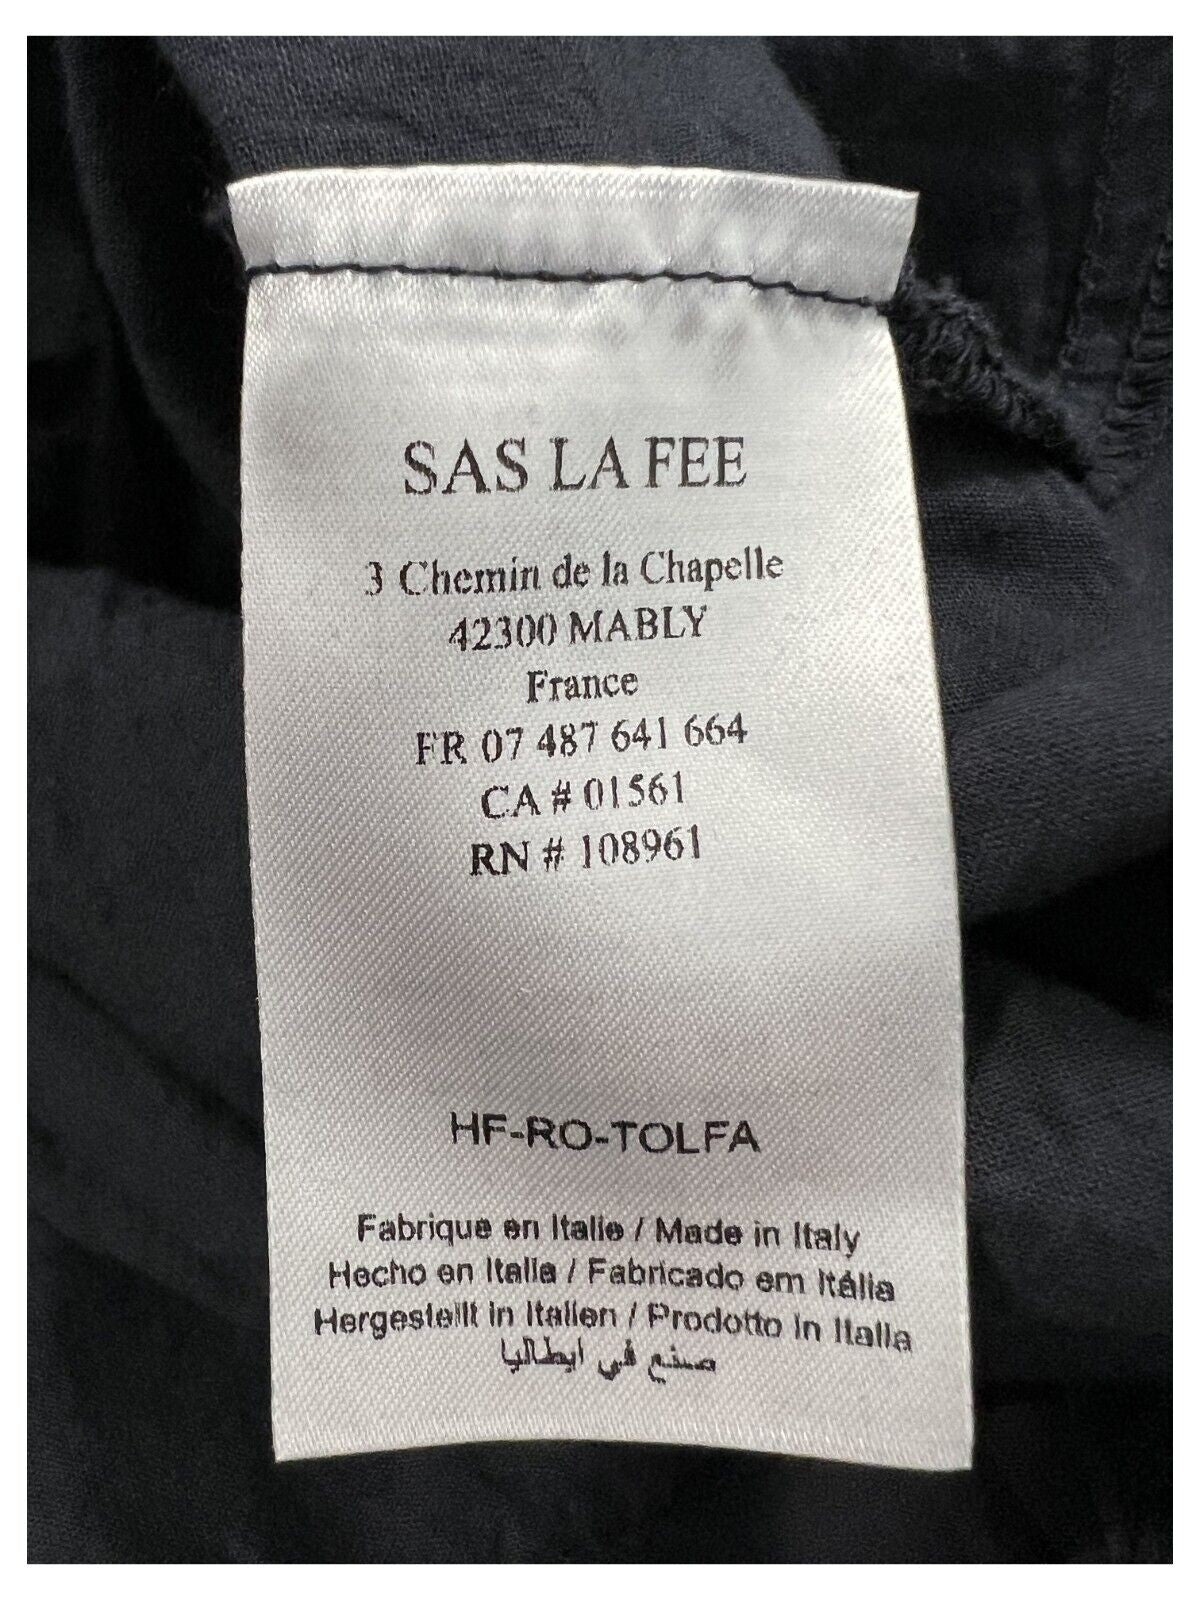 SAS LA FEE
3 Chemin de la Chapelle
42300 MABLY
France
FR 07 487 641 664
CA # 01561
RN # 108961
HF-RO-TOLFA
Fabrique en Italie / Made in Italy
Hecho en Italia / Fabricado em Itália
Hergestellt in Italien / Prodotto in Italia
صنع في ايطاليا